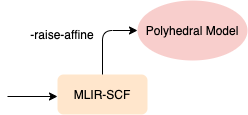 -raise-affine
Polyhedral Model
MLIR-SCF